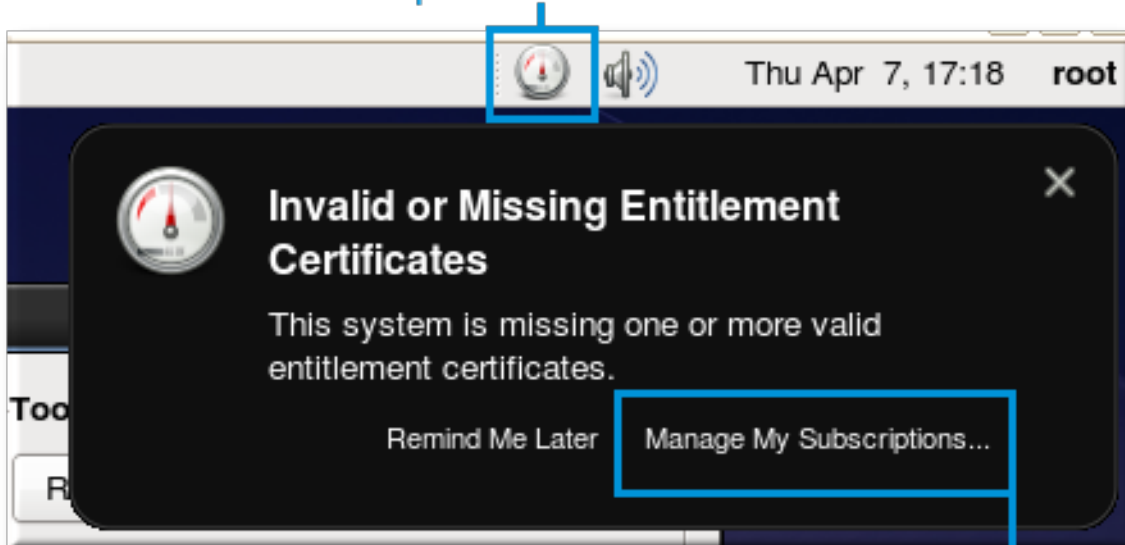 Thu Apr 7, 17:18 root
Invalid or Missing Entitlement
Certificates
This system is missing one or more valid
entitlement certificates.
Too
Remind Me Later Manage My Subscriptions...
R